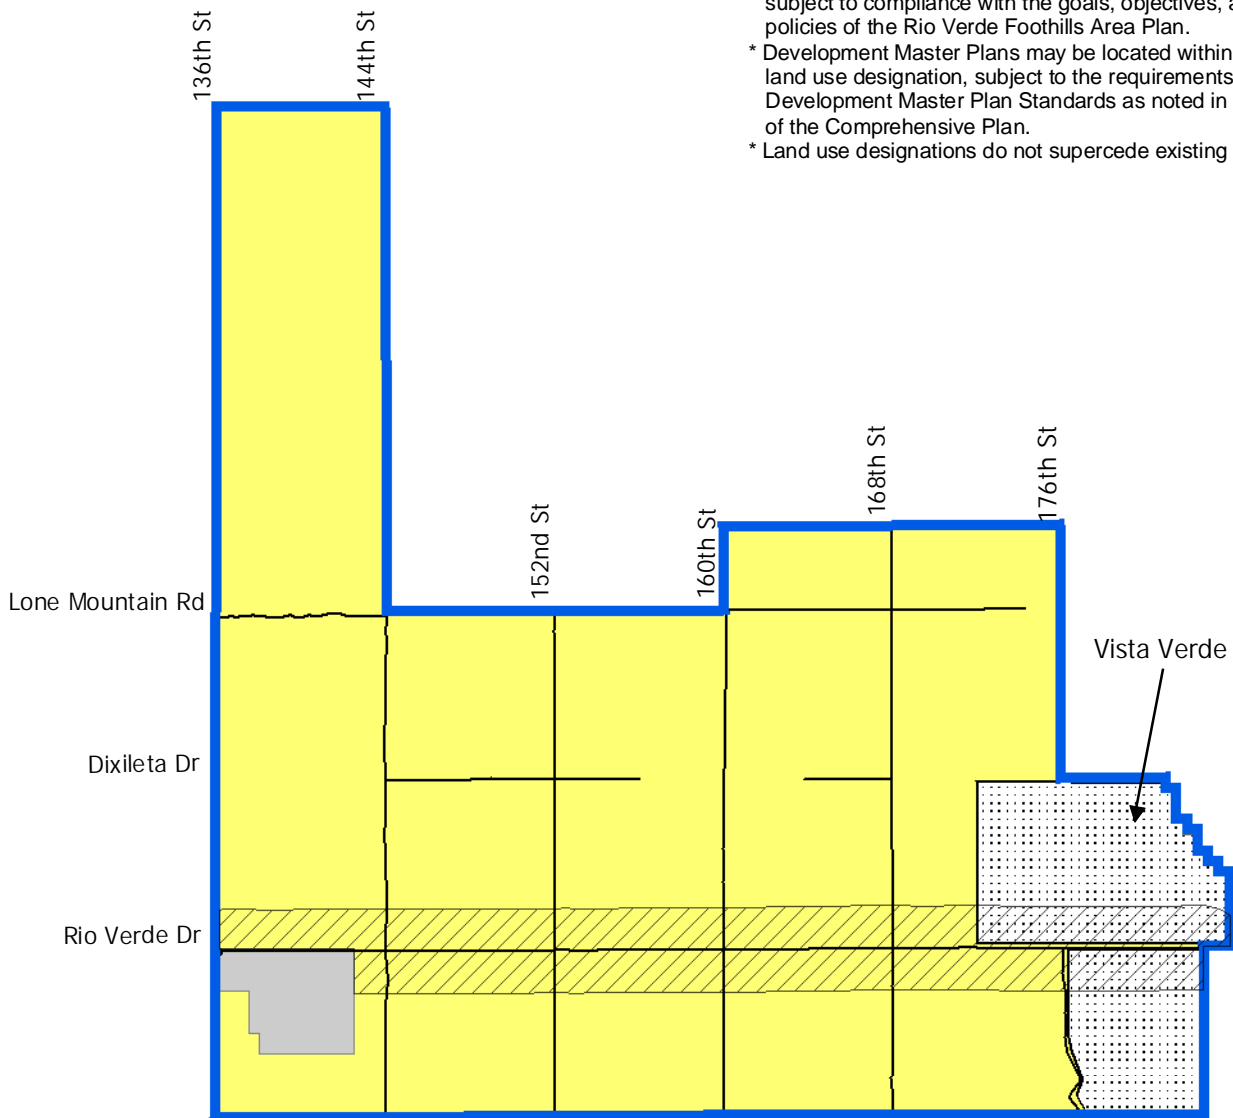 subject to compliance with the goals, objectives, a
policies of the Rio Verde Foothills Area Plan.
* Development Master Plans may be located within
land use designation, subject to the requirements
Development Master Plan Standards as noted in
of the Comprehensive Plan.
* Land use designations do not supercede existing
136th St
144th St
152nd St
160th St
168th St
176th St
Lone Mountain Rd
Vista Verde
Dixileta Dr
Rio Verde Dr